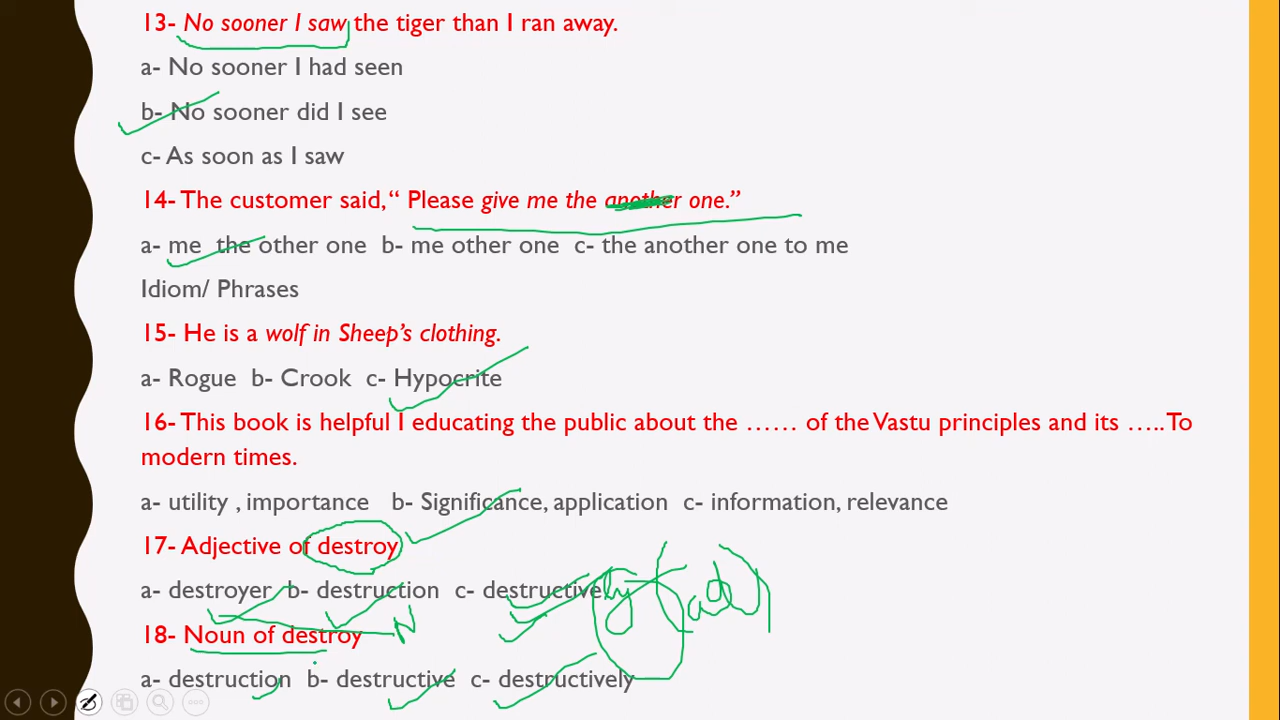 13- No sooner I saw the tiger than I ran away.
a- No sooner I had seen
b- No sooner did I see
c- As soon as I saw
14- The customer said, “ Please give me the another one.”
a- me the other one b- me other one c- the another one to me
Idiom/ Phrases
15- He is a wolf in Sheep’s clothing.
a- Rogue b- Crook c- Hypocrite
16- This book is helpful I educating the public about the …… of the Vastu principles and its ….. To
modern times.
a- utility , importance b- Significance, application c- information, relevance
17- Adjective of destroy
a- destroyer b- destruction c- destructive ly (adv)
N
18- Noun of destroy
a- destruction b- destructive c- destructively